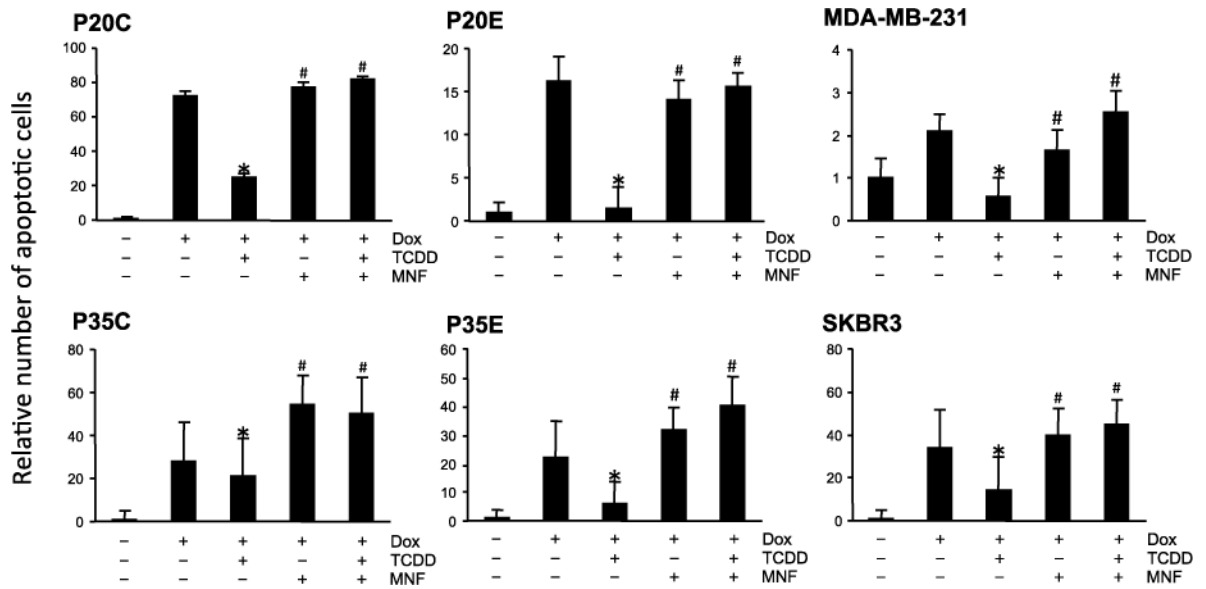 Relative number of apoptotic cells
P20C
100
80
60
40
20
0
* # #
– + + + + Dox
– – + – + TCDD
– – – + + MNF
P20E
20
15
10
5
0
* # #
– + + + + Dox
– – + – + TCDD
– – – + + MNF
MDA-MB-231
4
3
2
1
0
* # #
– + + + + Dox
– – + – + TCDD
– – – + + MNF
P35C
80
60
40
20
0
* # #
– + + + + Dox
– – + – + TCDD
– – – + + MNF
P35E
60
50
40
30
20
10
0
* # #
– + + + + Dox
– – + – + TCDD
– – – + + MNF
SKBR3
80
60
40
20
0
* # #
– + + + + Dox
– – + – + TCDD
– – – + + MNF